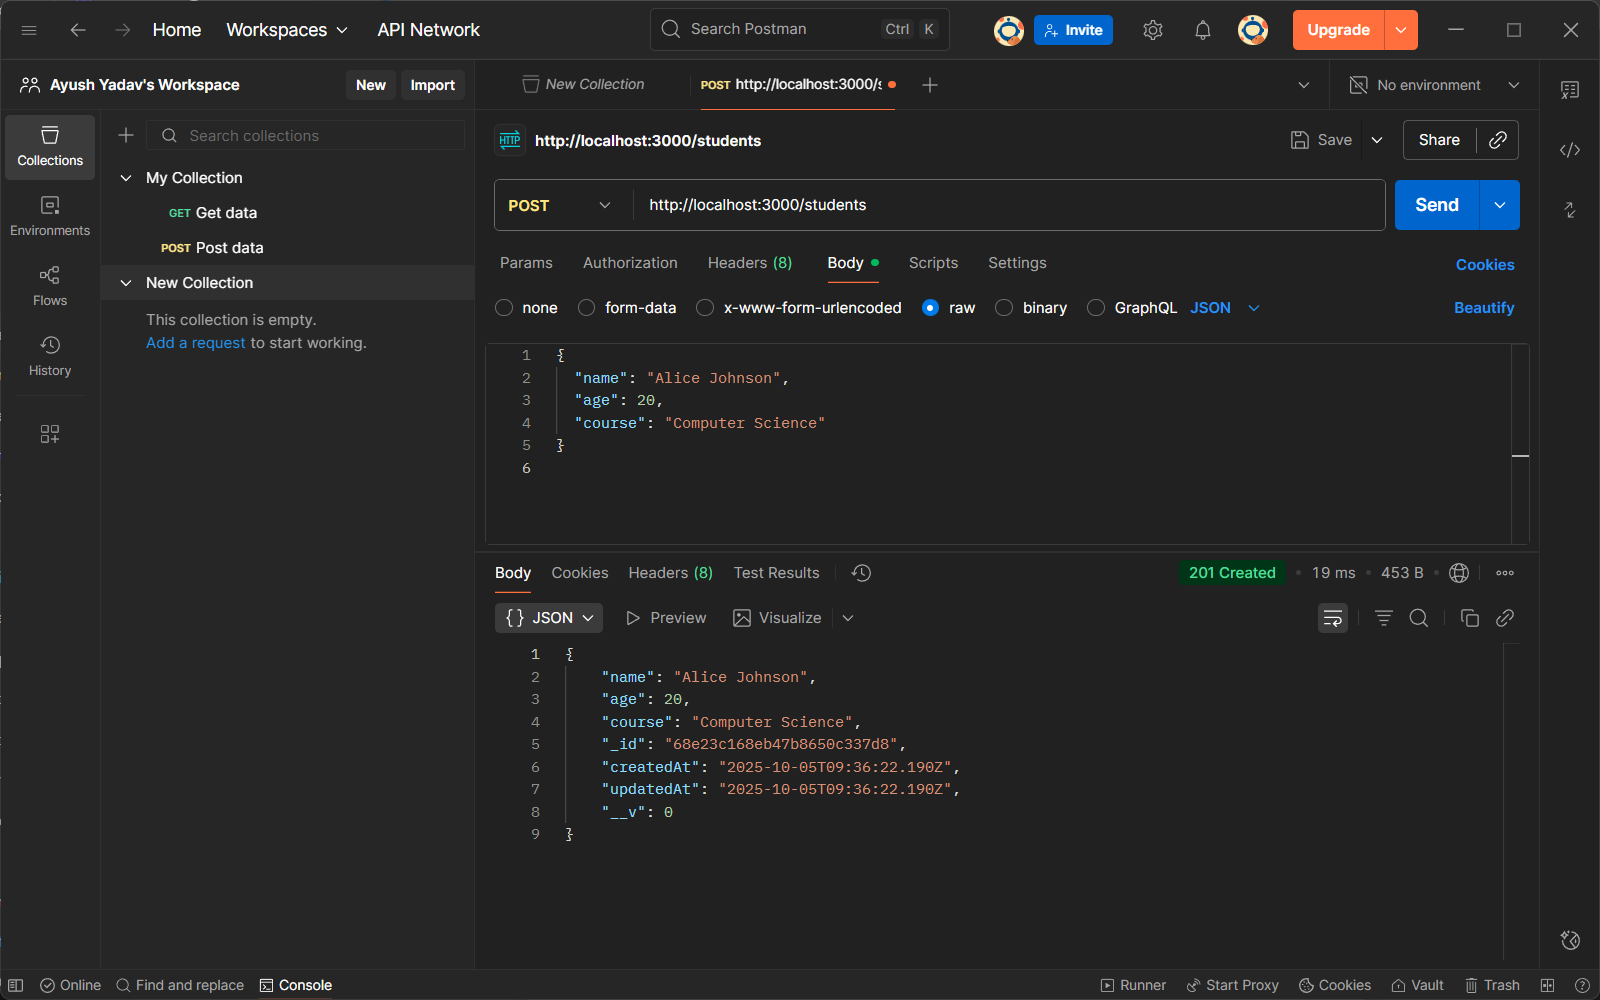 Home Workspaces API Network Search Postman Ctrl K Invite Upgrade
Ayush Yadav's Workspace New Import New Collection POST http://localhost:3000/s No environment
Collections
Environments
Flows
History
Search collections
My Collection
GET Get data
POST Post data
New Collection
This collection is empty.
Add a request to start working.
HTTP http://localhost:3000/students Save Share
POST http://localhost:3000/students Send
Params Authorization Headers (8) Body Scripts Settings Cookies
none form-data x-www-form-urlencoded raw binary GraphQL JSON Beautify
1 {
2 "name": "Alice Johnson",
3 "age": 20,
4 "course": "Computer Science"
5 }
6
Body Cookies Headers (8) Test Results 201 Created • 19 ms • 453 B •
{} JSON Preview Visualize
1 {
2 "name": "Alice Johnson",
3 "age": 20,
4 "course": "Computer Science",
5 "_id": "68e23c168eb47b8650c337d8",
6 "createdAt": "2025-10-05T09:36:22.190Z",
7 "updatedAt": "2025-10-05T09:36:22.190Z",
8 "__v": 0
9 }
Online Find and replace Console Runner Start Proxy Cookies Vault Trash